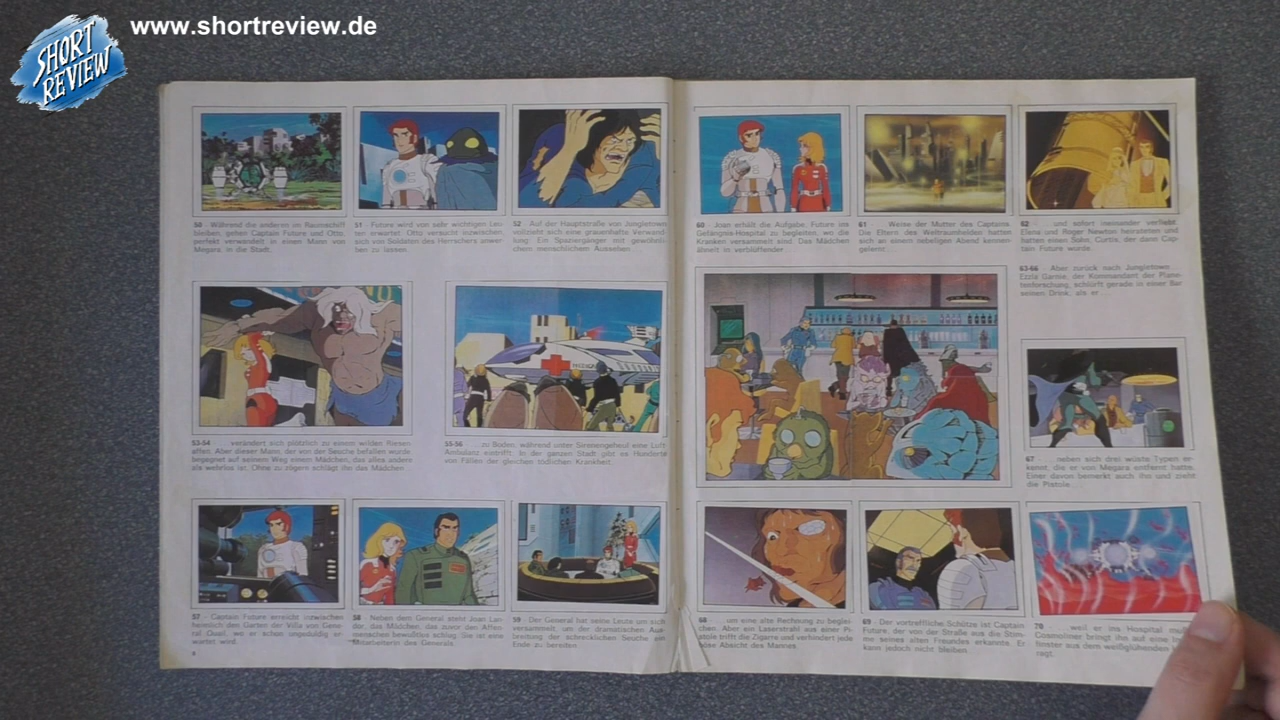 SHORT
REVIEW
www.shortreview.de
50 - Während die anderen im Raumschiff
bleiben, gehen Captain Future und Otto,
perfekt verwandelt in einen Mann von
Megara, in die Stadt.
51 - Future wird von sehr wichtigen Leu-
ten erwartet. Otto versucht inzwischen
sich von Soldaten des Herrschers anwer-
ben zu lassen.
52 Auf der Hauptstraße von Jungletown
vollzieht sich eine grauenhafte Verwand-
lung: Ein Spaziergänger mit gewöhnli-
chem menschlichen Aussehen
53-54 verändert sich plötzlich zu einem wilden Riesen-
affen. Aber dieser Mann, der von der Seuche befallen wurde
begegnet auf seinem Weg einem Mädchen, das alles andere
als wehrlos ist. Ohne zu zögern schlägt ihn das Mädchen
55-56 ... zu Boden, während unter Sirenengeheul eine Luft-
Ambulanz eintrifft. In der ganzen Stadt gibt es Hunderte
von Fällen der gleichen tödlichen Krankheit.
57 - Captain Future erreicht inzwischen
heimlich den Garten der Villa von Gene-
ral Quail, wo er schon ungeduldig er-
wartet wird.
58 - Neben dem General steht Joan Lan-
dor, das Mädchen, das zuvor den Affen-
menschen bewußtlos schlug. Sie ist eine
Mitarbeiterin des Generals.
59 - Der General hat seine Leute um sich
versammelt, um der dramatischen Aus-
breitung der schrecklichen Seuche ein
Ende zu bereiten.
60 - Joan erhält die Aufgabe, Future ins
Gefängnis-Hospital zu begleiten, wo die
Kranken versammelt sind. Das Mädchen
ähnelt in verblüffender
61 Weise der Mutter des Captains.
Die Eltern des Weltraumhelden hatten
sich an einem nebeligen Abend kennen-
gelernt
62 und sofort ineinander verliebt.
Elena und Roger Newton heirateten und
hatten einen Sohn, Curtis, der dann Cap-
tain Future wurde.
63-66 Aber zurück nach Jungletown...
Ezzla Garnie, der Kommandant der Plane-
tenforschung, schlürft gerade in einer Bar
seinen Drink, als er...
67 ... neben sich drei wüste Typen er-
kennt, die er von Megara entfernt hatte.
Einer davon bemerkt auch ihn und zieht
die Pistole...
68 um eine alte Rechnung zu beglei-
chen. Aber ein Laserstrahl aus einer Pi-
stole trifft die Zigarre und verhindert jede
böse Absicht des Mannes.
69 - Der vortreffliche Schütze ist Captain
Future, der von der Straße aus die Stim-
me seines alten Freundes erkannte. Er
kann jedoch nicht bleiben,
70 weil er ins Hospital m
Cosmoliner bringt ihn auf eine
finster aus dem weißglühenden
ragt.